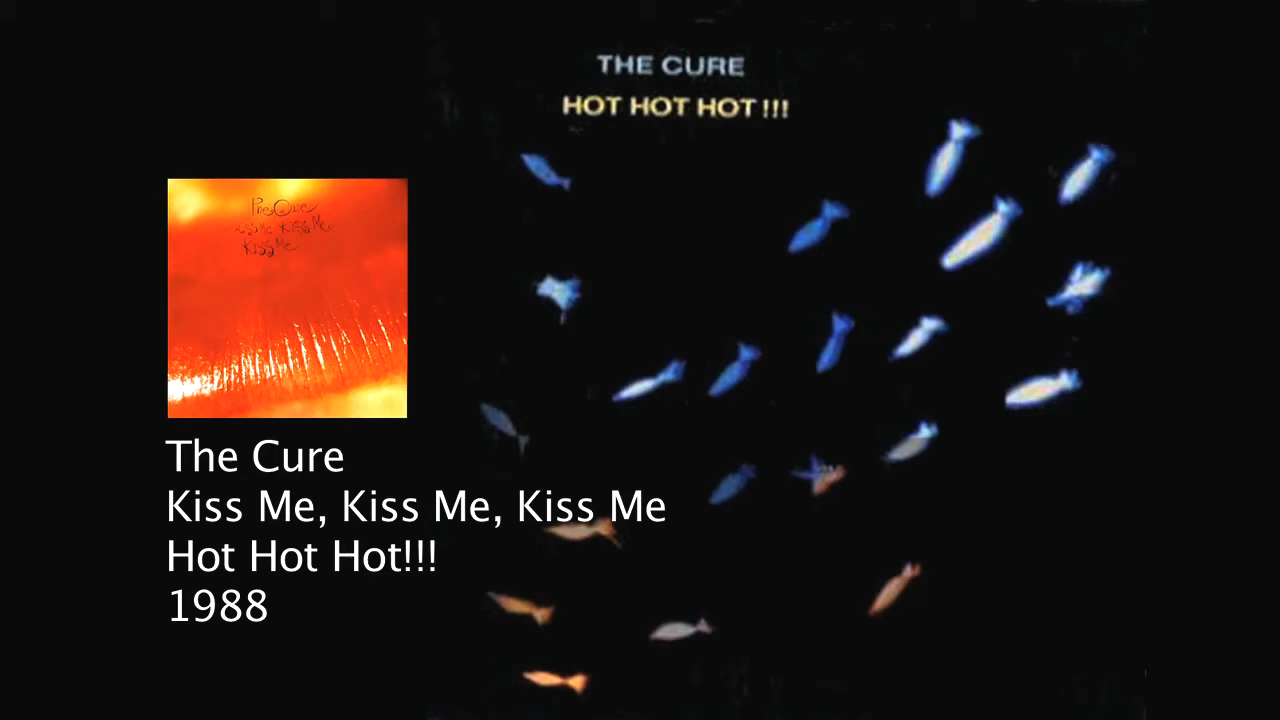 THE CURE
HOT HOT HOT!!!
The Cure
Kiss Me Kiss Me
Kiss Me
The Cure
Kiss Me, Kiss Me, Kiss Me
Hot Hot Hot!!!
1988